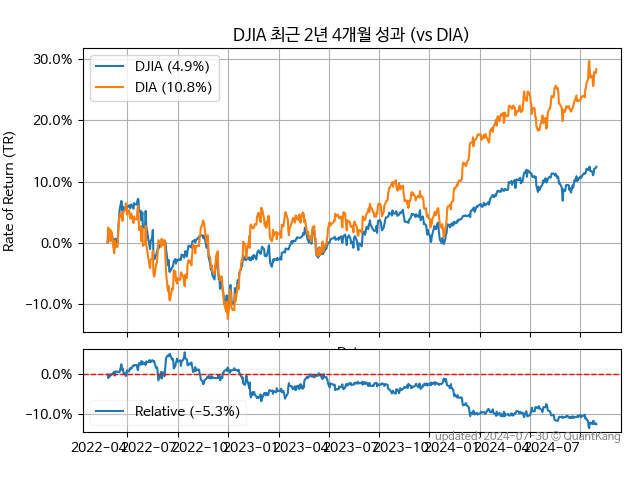 DJIA 최근 2년 4개월 성과 (vs DIA)
Rate of Return (TR)
30.0%
20.0%
10.0%
0.0%
−10.0%
DJIA (4.9%)
DIA (10.8%)
0.0%
−10.0%
Relative (−5.3%)
updated: 2024-07-30 © QuantKang
2022−04 2022−07 2022−10 2023−01 2023−04 2023−07 2023−10 2024−01 2024−04 2024−07